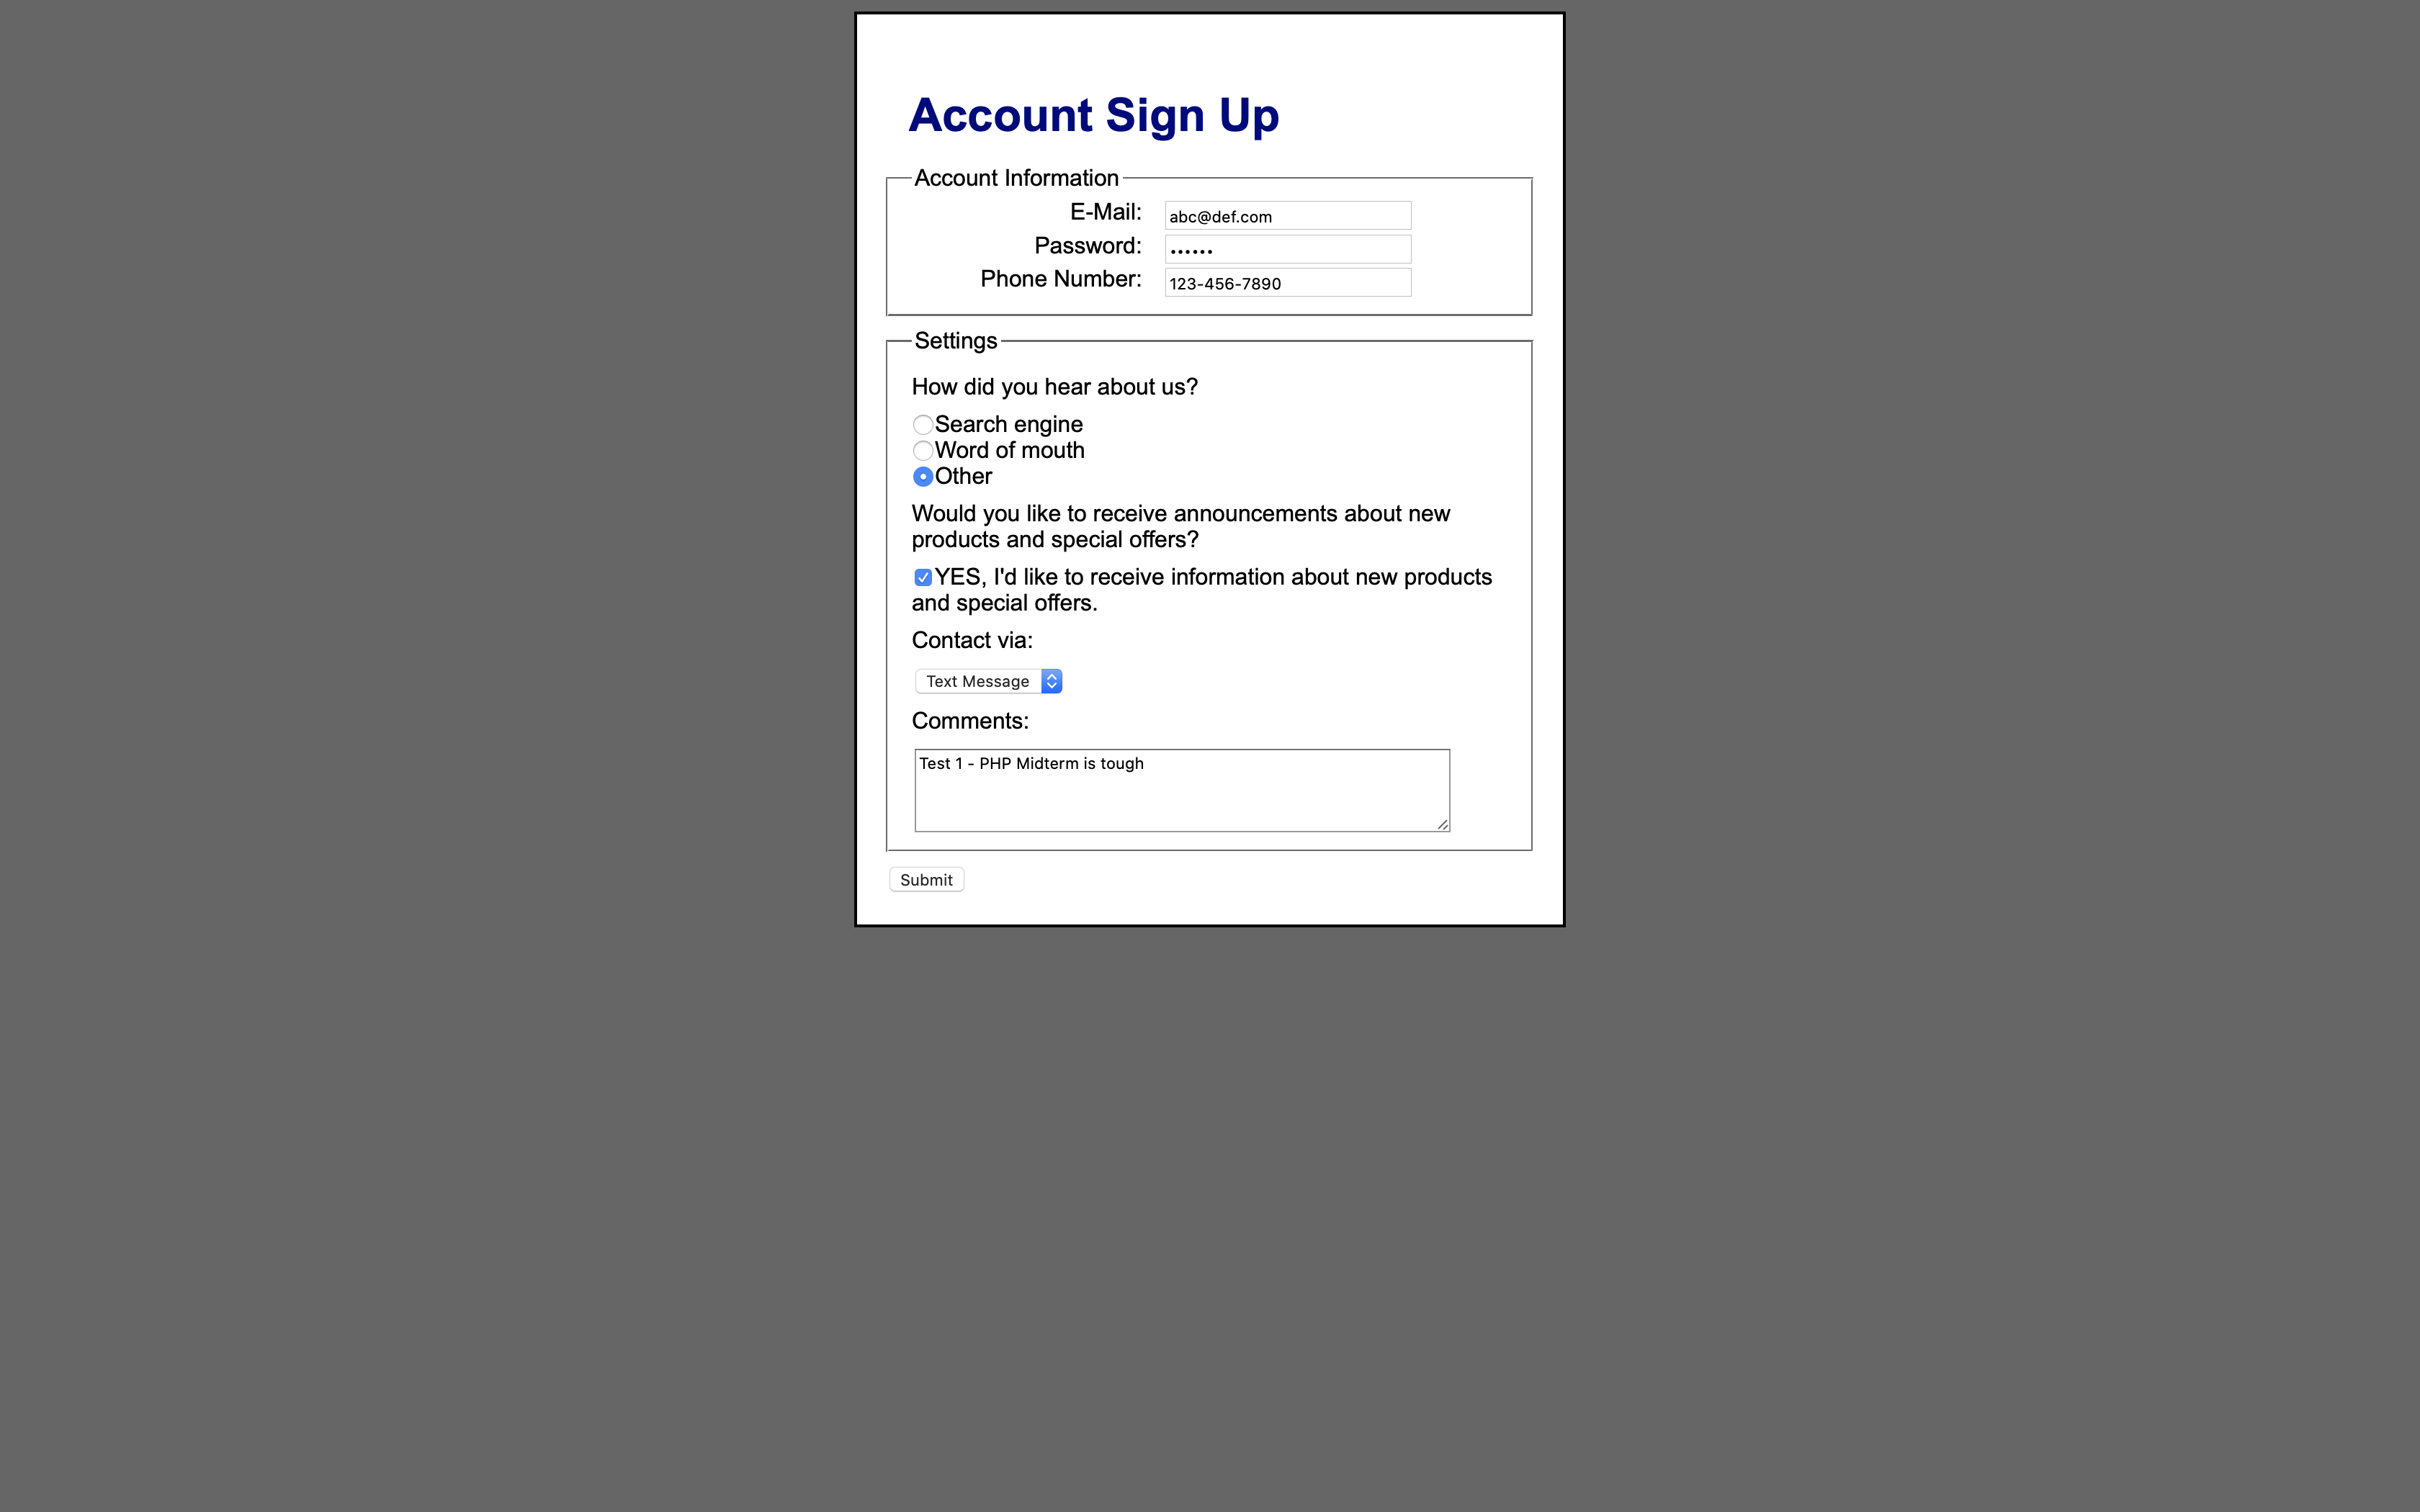 Account Sign Up
Account Information
E-Mail:
abc@def.com
Password:
••••••
Phone Number:
123-456-7890
Settings
How did you hear about us?
Search engine
Word of mouth
Other
Would you like to receive announcements about new
products and special offers?
YES, I'd like to receive information about new products
and special offers.
Contact via:
Text Message
Comments:
Test 1 - PHP Midterm is tough
Submit